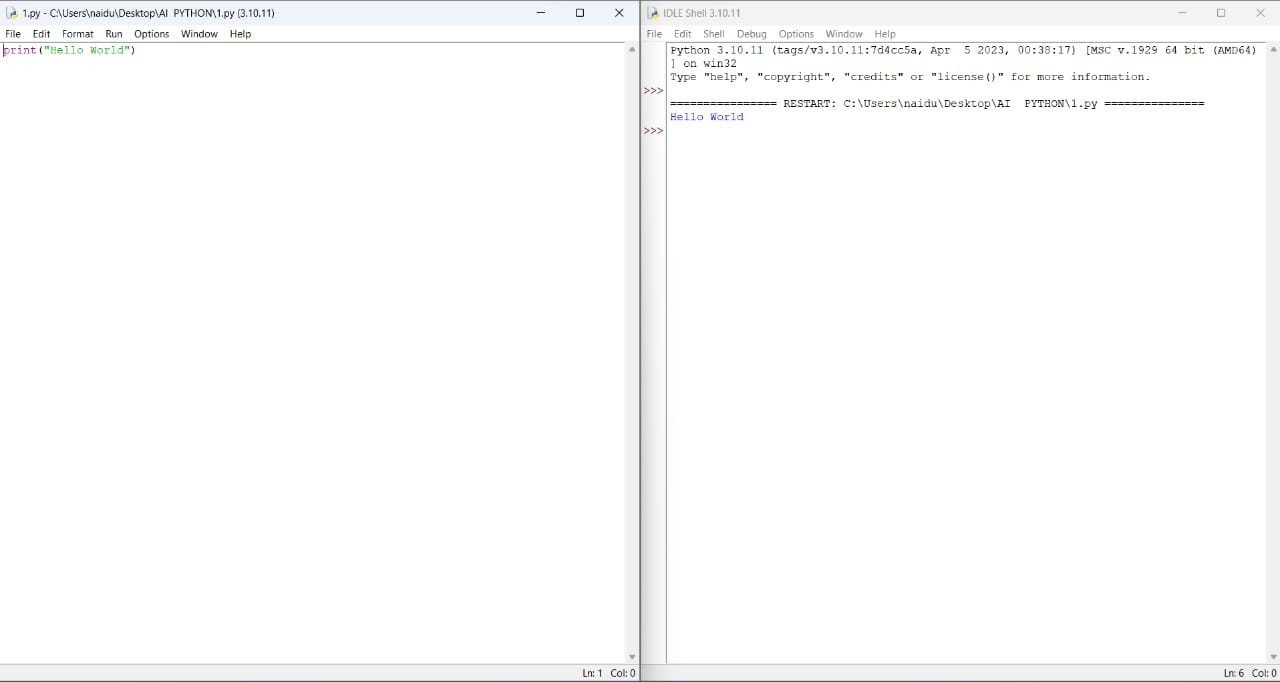 1.py - C:\Users\naidu\Desktop\AI  PYTHON\1.py (3.10.11)
File Edit Format Run Options Window Help
print("Hello World")
Ln: 1 Col: 0
IDLE Shell 3.10.11
File Edit Shell Debug Options Window Help
Python 3.10.11 (tags/v3.10.11:7d4cc5a, Apr  5 2023, 00:38:17) [MSC v.1929 64 bit (AMD64)
] on win32
Type "help", "copyright", "credits" or "license()" for more information.
>>>
================ RESTART: C:\Users\naidu\Desktop\AI  PYTHON\1.py ===============
Hello World
>>>
Ln: 6 Col: 0